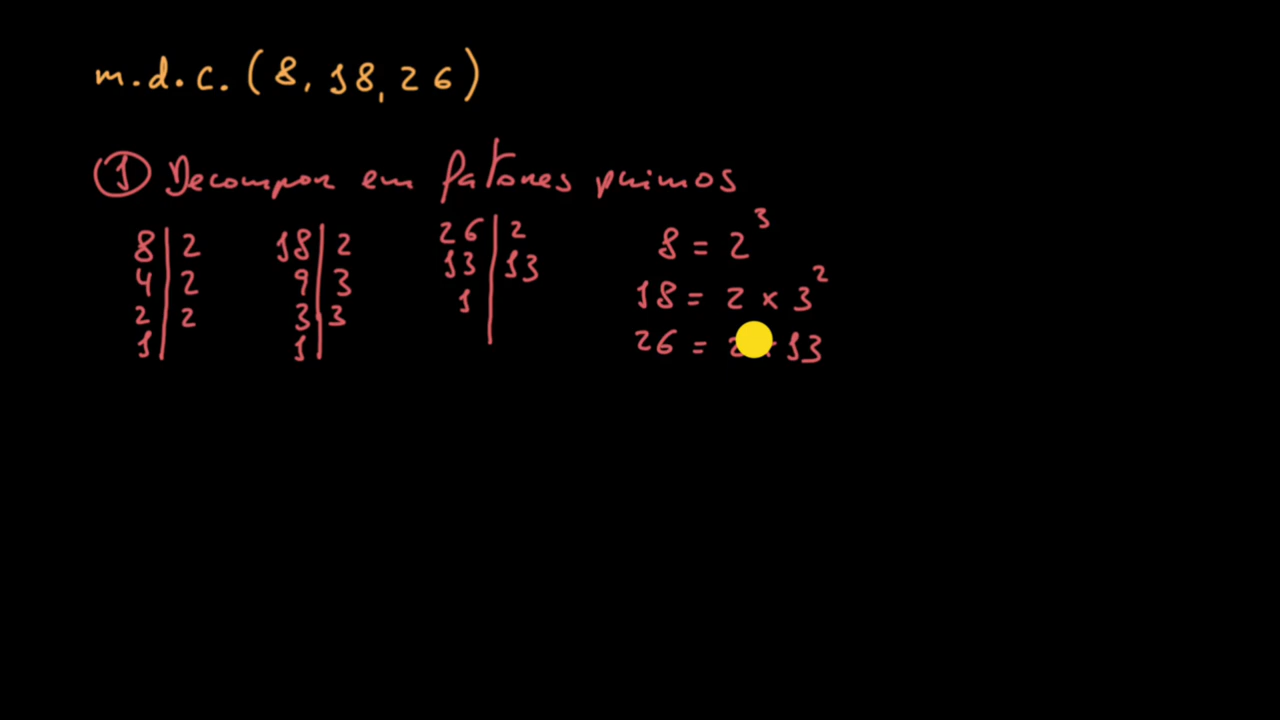 m.d.c. (8, 18, 26)
① Decompor em fatores primos
8 | 2
4 | 2
2 | 2
1 |
18 | 2
9 | 3
3 | 3
1 |
26 | 2
13 | 13
1 |
8 = 2³
18 = 2 × 3²
26 = 2 × 13